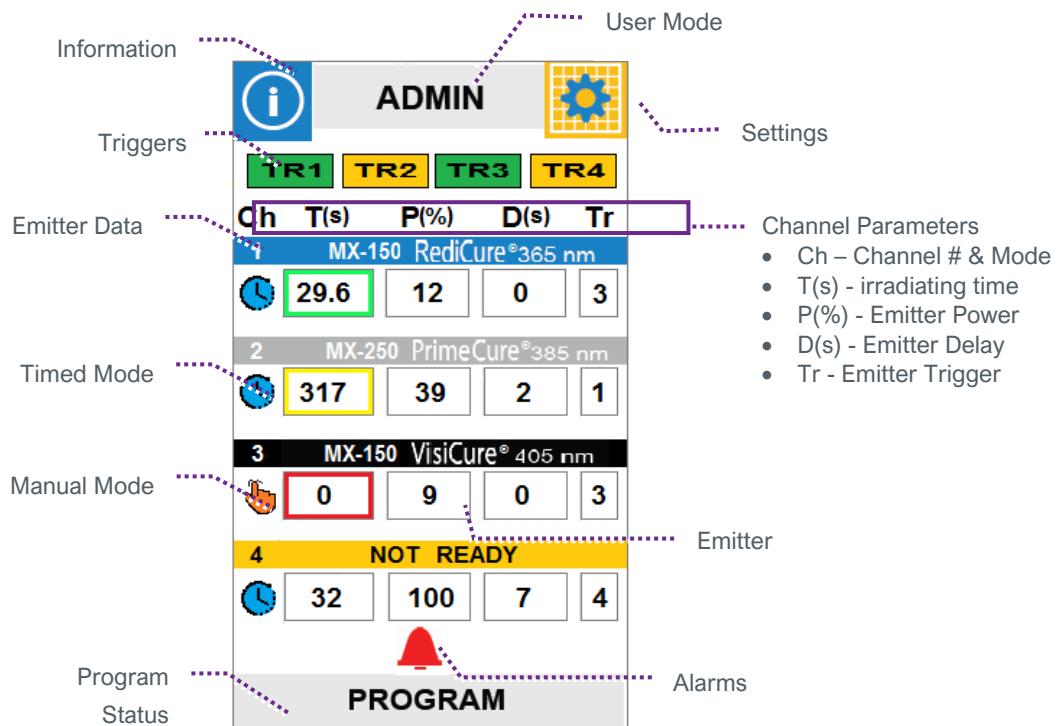 User Mode
Information
i
ADMIN
Settings
Triggers
TR1 TR2 TR3 TR4
Emitter Data
Ch T(s) P(%) D(s) Tr
Channel Parameters
• Ch – Channel # & Mode
• T(s) - irradiating time
• P(%) - Emitter Power
• D(s) - Emitter Delay
• Tr - Emitter Trigger
1 MX-150 RediCure® 365 nm
29.6 12 0 3
2 MX-250 PrimeCure® 385 nm
Timed Mode
317 39 2 1
3 MX-150 VisiCure® 405 nm
Manual Mode
0 9 0 3
Emitter
4 NOT READY
32 100 7 4
Alarms
Program
Status
PROGRAM